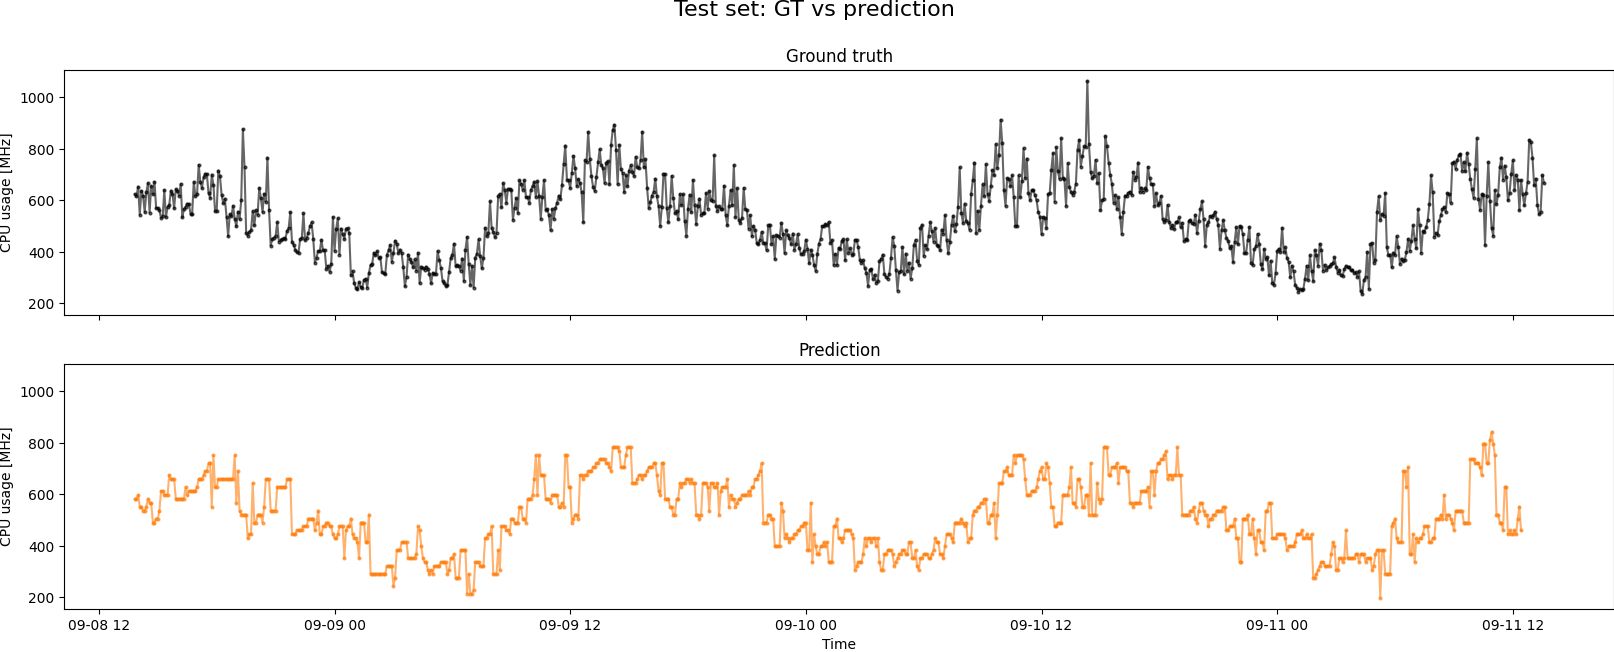 Test set: GT vs prediction
Ground truth
CPU usage [MHz]
1000
800
600
400
200
Prediction
CPU usage [MHz]
1000
800
600
400
200
09-08 12 09-09 00 09-09 12 09-10 00 09-10 12 09-11 00 09-11 12
Time